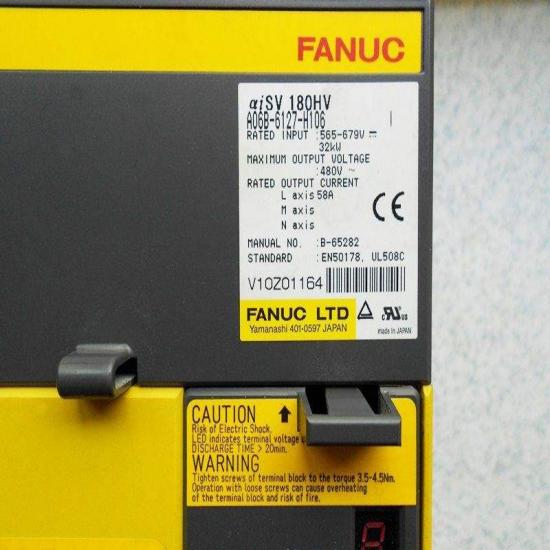 FANUC
αiSV 180HV
A06B-6127-H106
RATED INPUT :565-679V ⎓
32kW
MAXIMUM OUTPUT VOLTAGE
:480V ~
RATED OUTPUT CURRENT
L axis 58A
M axis
N axis
CE
MANUAL NO. :B-65282
STANDARD :EN50178, UL508C
V10Z01164
FANUC LTD
Yamanashi 401-0597 JAPAN
c UL us
made in JAPAN
CAUTION
Risk of Electric Shock.
LED indicates terminal voltage
DISCHARGE TIME > 20min.
WARNING
Tighten screws of terminal block to the torque 3.5-4.5Nm.
Operation with loose screws can cause overheating
of the terminal block and risk of fire.